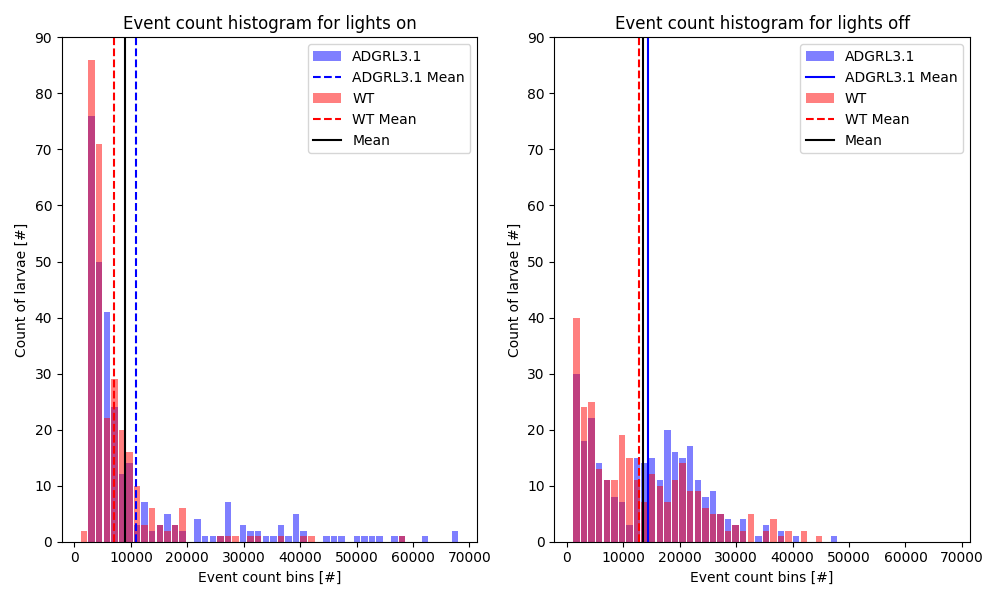 Event count histogram for lights on
90
80
70
60
50
40
30
20
10
0
Count of larvae [#]
ADGRL3.1
ADGRL3.1 Mean
WT
WT Mean
Mean
0 10000 20000 30000 40000 50000 60000 70000
Event count bins [#]
Event count histogram for lights off
90
80
70
60
50
40
30
20
10
0
Count of larvae [#]
ADGRL3.1
ADGRL3.1 Mean
WT
WT Mean
Mean
0 10000 20000 30000 40000 50000 60000 70000
Event count bins [#]